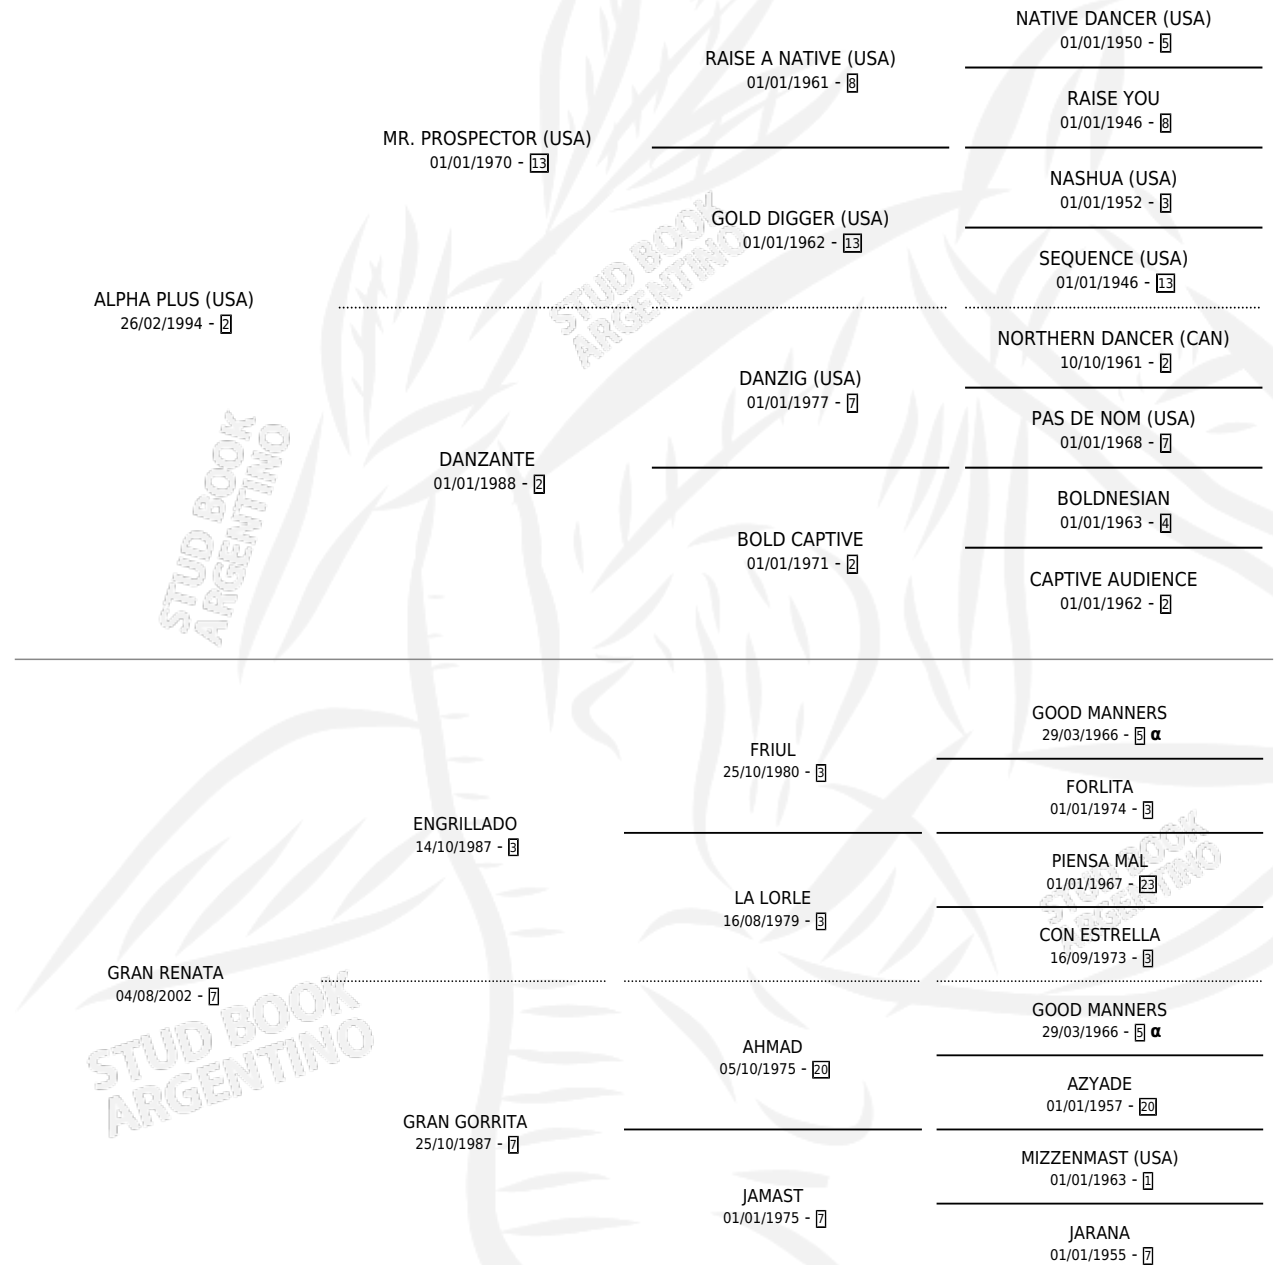 NATIVE DANCER (USA)
01/01/1950 - 5
RAISE A NATIVE (USA)
01/01/1961 - 8
RAISE YOU
01/01/1946 - 8
MR. PROSPECTOR (USA)
01/01/1970 - 13
NASHUA (USA)
01/01/1952 - 3
GOLD DIGGER (USA)
01/01/1962 - 13
SEQUENCE (USA)
01/01/1946 - 13
STUD BOOK
ARGENTINO
ALPHA PLUS (USA)
26/02/1994 - 2
NORTHERN DANCER (CAN)
10/10/1961 - 2
DANZIG (USA)
01/01/1977 - 7
PAS DE NOM (USA)
01/01/1968 - 7
DANZANTE
01/01/1988 - 2
BOLDNESIAN
01/01/1963 - 4
BOLD CAPTIVE
01/01/1971 - 2
CAPTIVE AUDIENCE
01/01/1962 - 2
STUD BOOK
ARGENTINO
GOOD MANNERS
29/03/1966 - 5 α
FRIUL
25/10/1980 - 3
FORLITA
01/01/1974 - 3
ENGRILLADO
14/10/1987 - 3
PIENSA MAL
01/01/1967 - 23
LA LORLE
16/08/1979 - 3
CON ESTRELLA
16/09/1973 - 3
STUD BOOK
ARGENTINO
GRAN RENATA
04/08/2002 - 7
STUD BOOK
ARGENTINO
GOOD MANNERS
29/03/1966 - 5 α
AHMAD
05/10/1975 - 20
AZYADE
01/01/1957 - 20
GRAN GORRITA
25/10/1987 - 7
MIZZENMAST (USA)
01/01/1963 - 1
JAMAST
01/01/1975 - 7
JARANA
01/01/1955 - 7